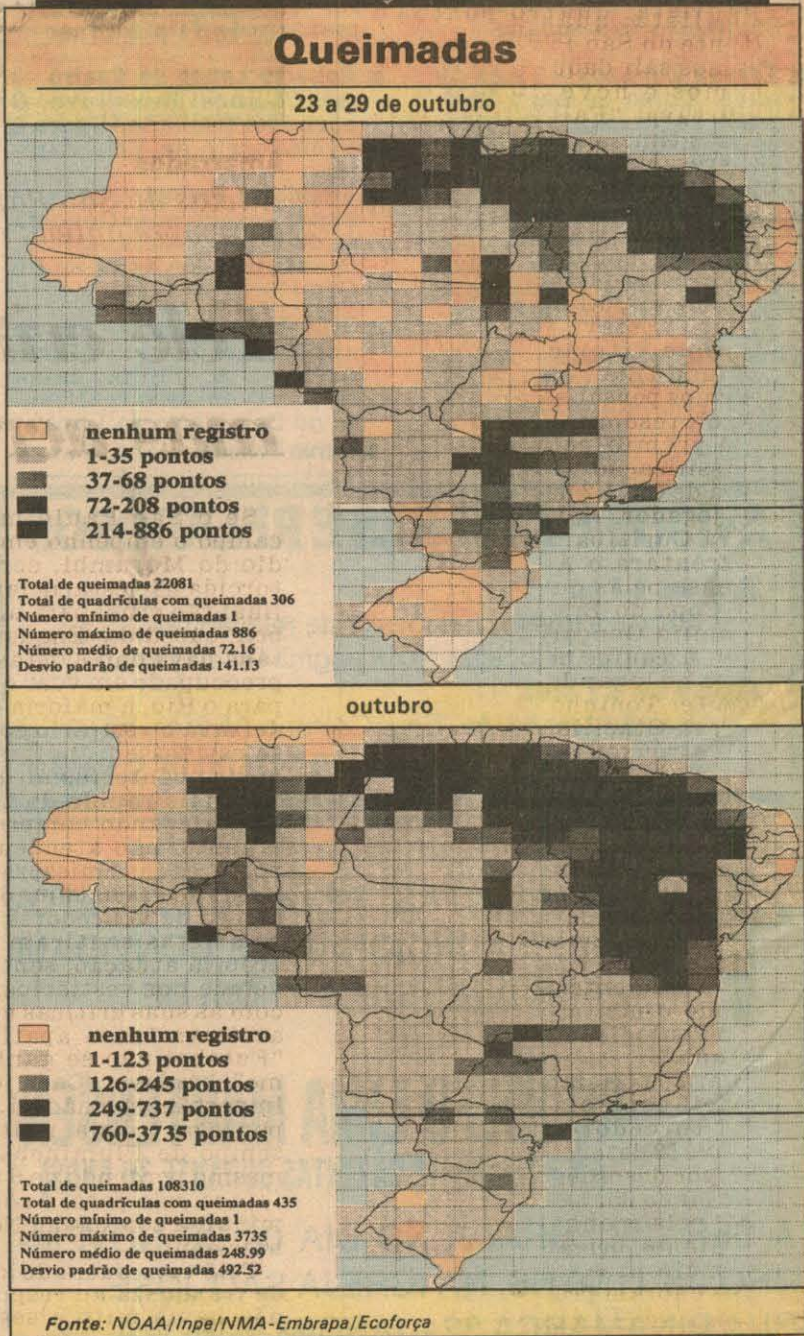 Queimadas
23 a 29 de outubro
nenhum registro
1-35 pontos
37-68 pontos
72-208 pontos
214-886 pontos
Total de queimadas 22081
Total de quadrículas com queimadas 306
Número mínimo de queimadas 1
Número máximo de queimadas 886
Número médio de queimadas 72.16
Desvio padrão de queimadas 141.13
outubro
nenhum registro
1-123 pontos
126-245 pontos
249-737 pontos
760-3735 pontos
Total de queimadas 108310
Total de quadrículas com queimadas 435
Número mínimo de queimadas 1
Número máximo de queimadas 3735
Número médio de queimadas 248.99
Desvio padrão de queimadas 492.52
Fonte: NOAA/Inpe/NMA-Embrapa/Ecoforça